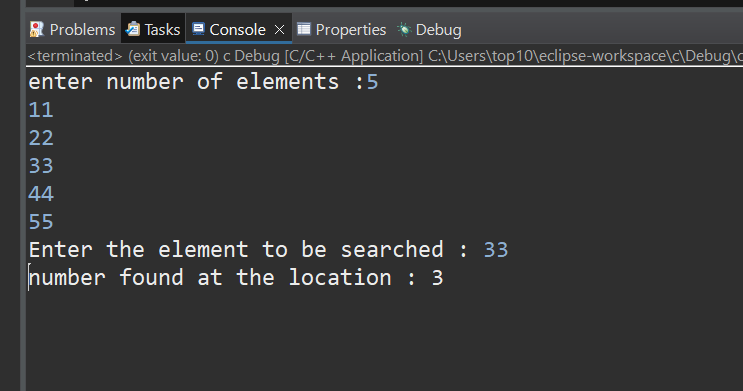 Problems Tasks Console Properties Debug
<terminated> (exit value: 0) c Debug [C/C++ Application] C:\Users\top10\eclipse-workspace\c\Debug\c
enter number of elements :5
11
22
33
44
55
Enter the element to be searched : 33
number found at the location : 3